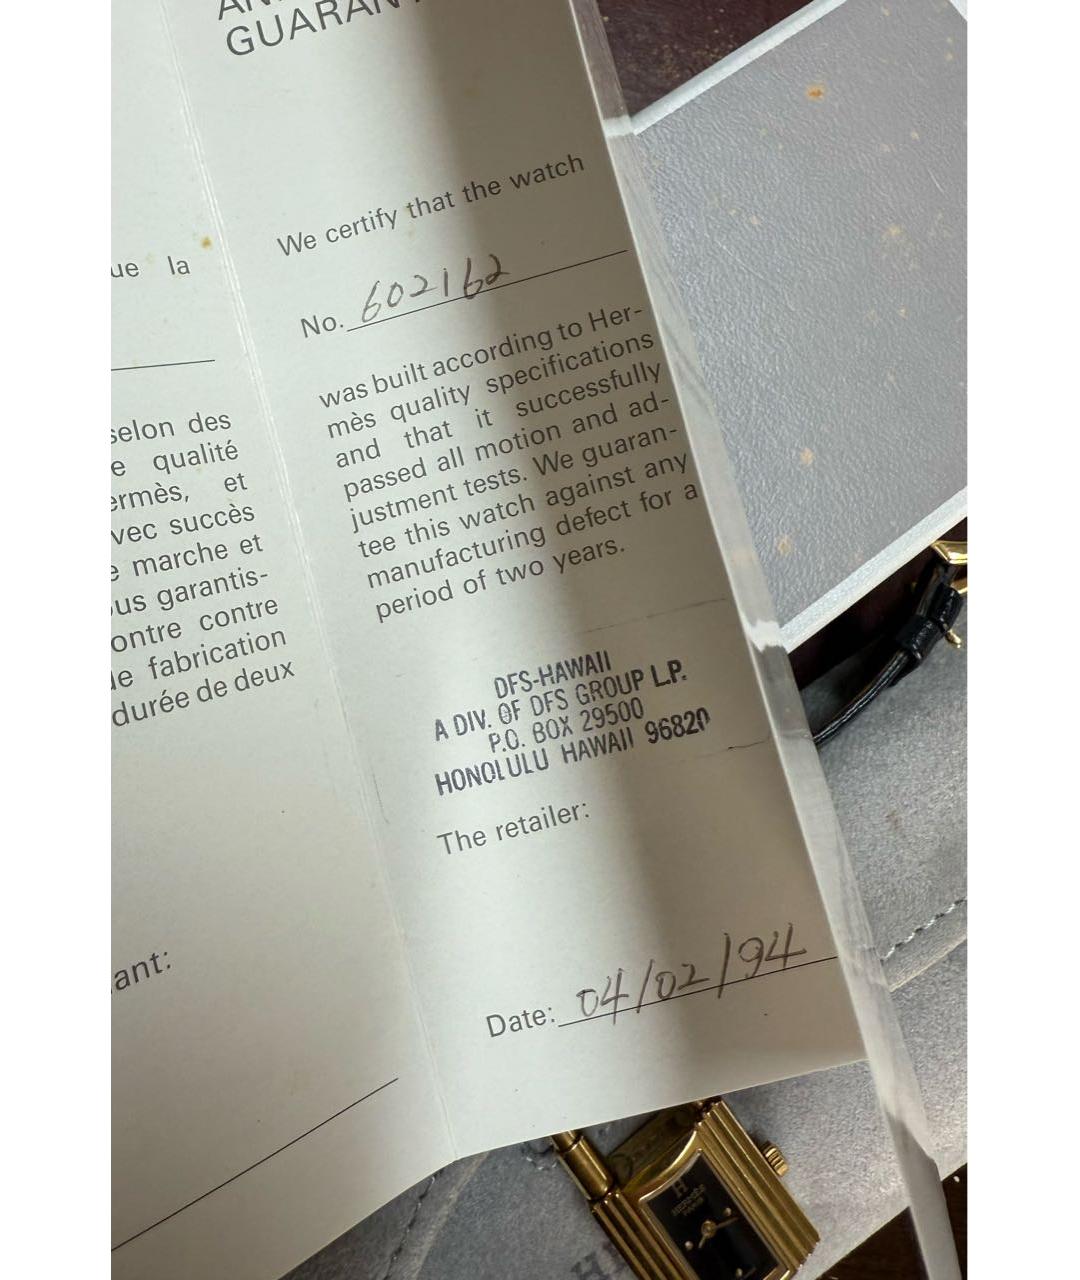 GUARAN
ue la
selon des
e qualité
ermès, et
vec succès
e marche et
ous garantis-
ontre contre
de fabrication
durée de deux
ant:
We certify that the watch
No. 602162
was built according to Her-
mès quality specifications
and that it successfully
passed all motion and ad-
justment tests. We guaran-
tee this watch against any
manufacturing defect for a
period of two years.
DFS-HAWAII
A DIV. OF DFS GROUP L.P.
P.O. BOX 29500
HONOLULU HAWAII 96820
The retailer:
Date: 04/02/94
H
HERMÈS
PARIS